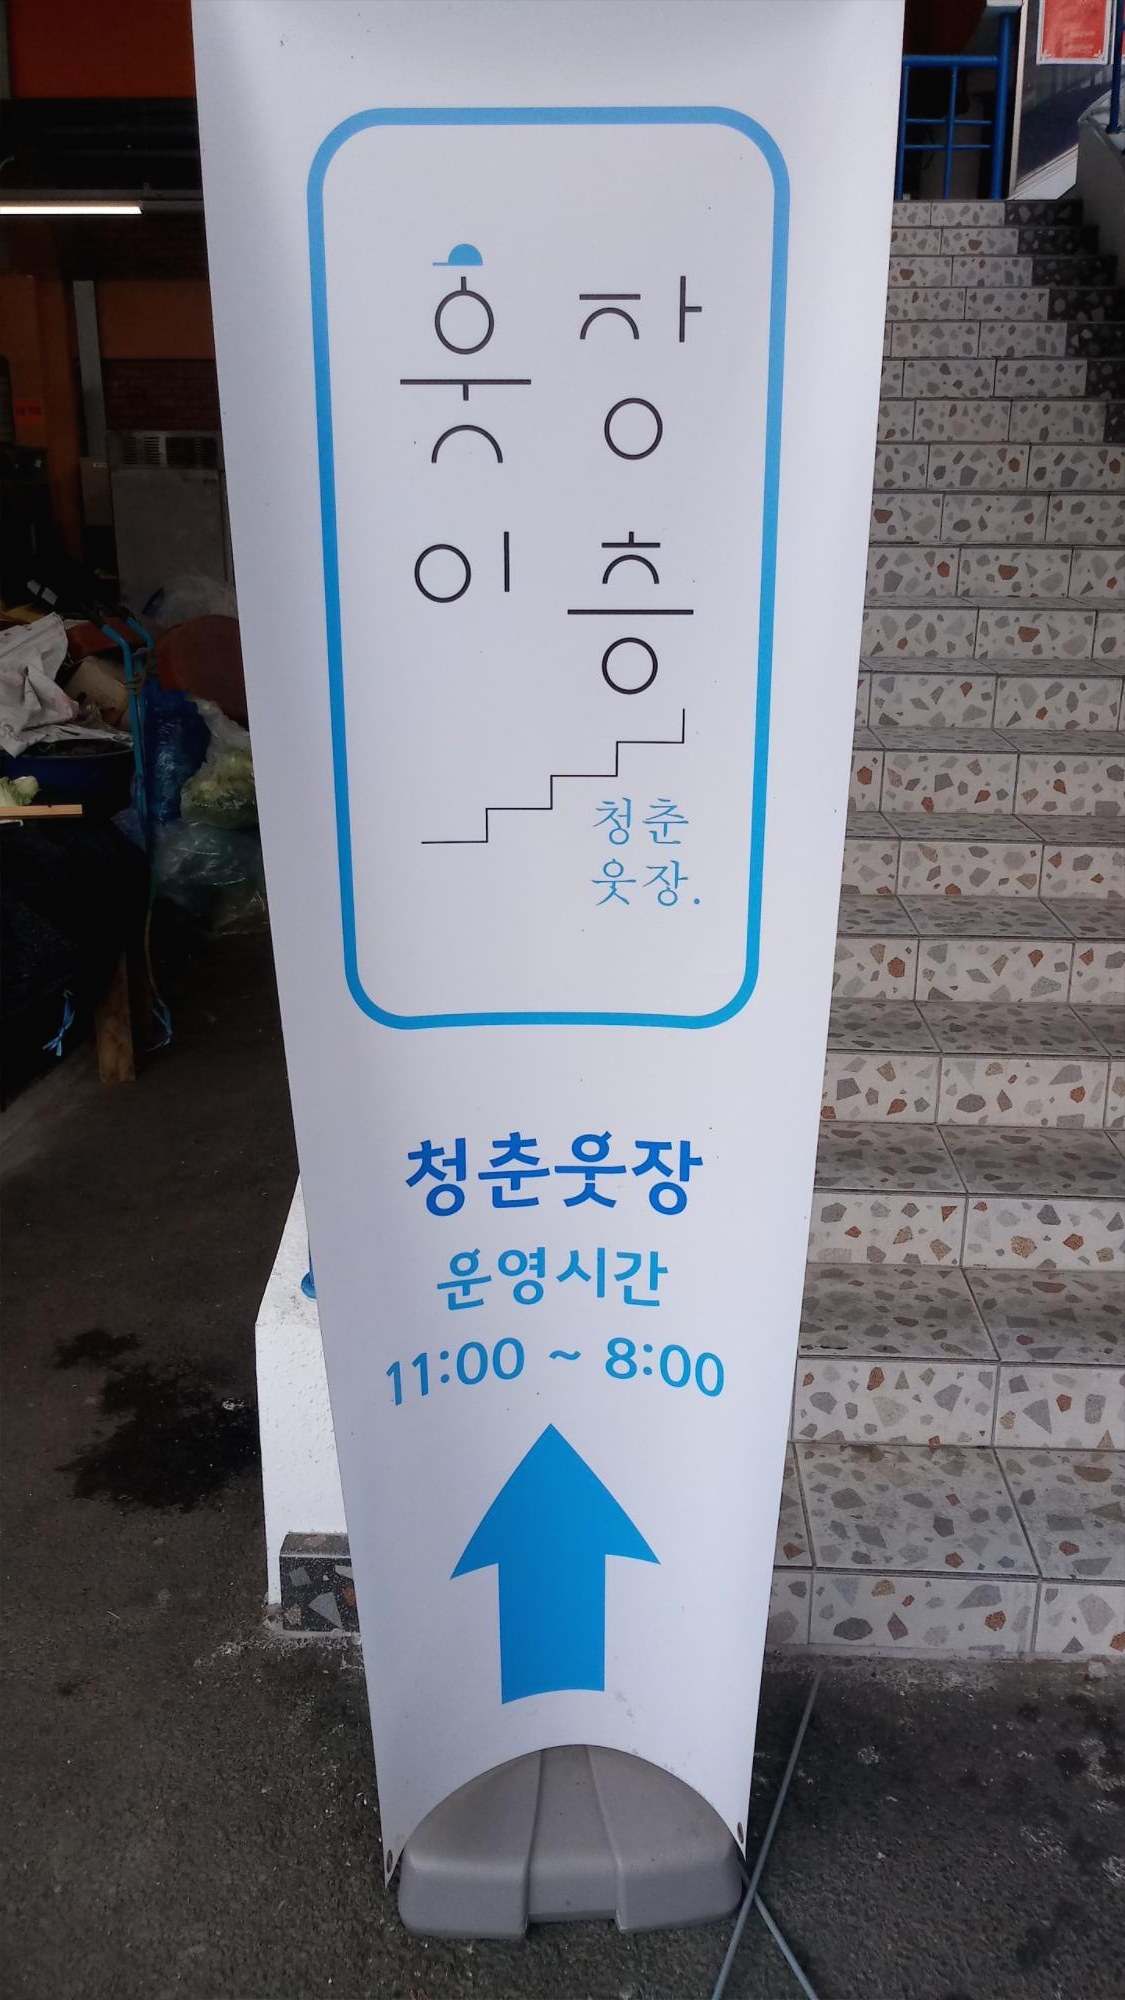 웃장
이층
청춘
웃장.
청춘웃장
운영시간
11:00 ~ 8:00